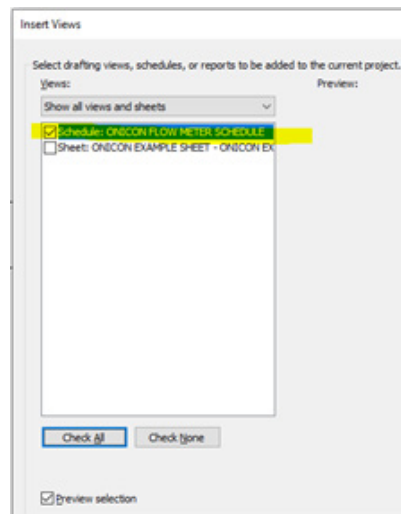 Insert Views
Select drafting views, schedules, or reports to be added to the current project.
Views:
Preview:
Show all views and sheets
Schedule: ONICON FLOW METER SCHEDULE
Sheet: ONICON EXAMPLE SHEET - ONICON EX
Check All
Check None
Preview selection